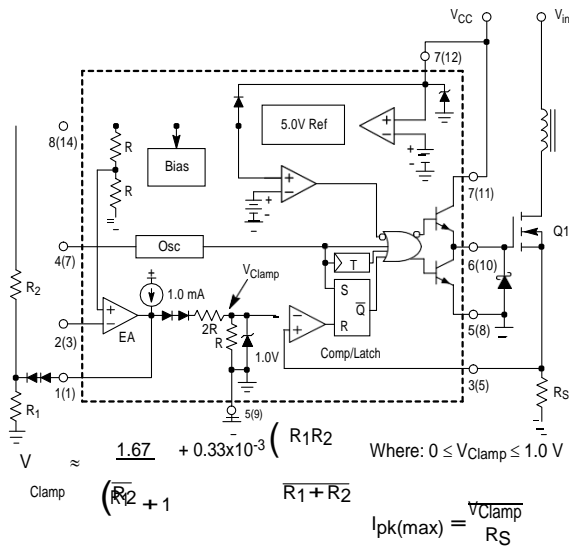 VCC
Vin
7(12)
5.0V Ref
+
−
R
Bias
8(14)
R
+
−
+
−
7(11)
Q1
4(7)
Osc
6(10)
+
VClamp
T
R2
1.0 mA
S
Q
R
+
−
EA
2R
R
1.0V
−
+
2(3)
5(8)
Comp/Latch
1(1)
3(5)
R1
5(9)
RS
V
Clamp
≈
1.67
(R2
R1 + 1
+ 0.33x10-3 (
R1R2
R1 + R2
Where: 0 ≤ VClamp ≤ 1.0 V
Ipk(max) = VClamp
RS